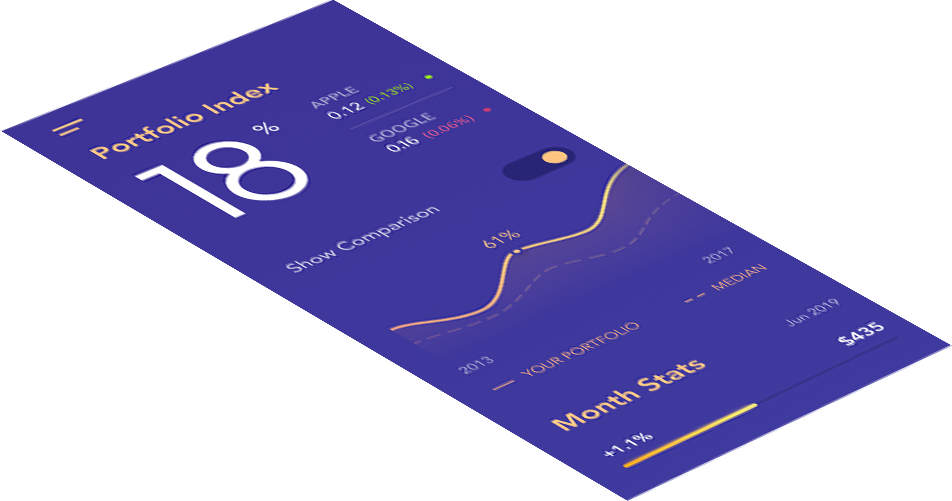 Portfolio Index
18%
APPLE
0.12 (0.13%)
GOOGLE
0.16 (0.06%)
Show Comparison
61%
2013
2017
YOUR PORTFOLIO
MEDIAN
Month Stats
Jun 2019
+1.1%
$435